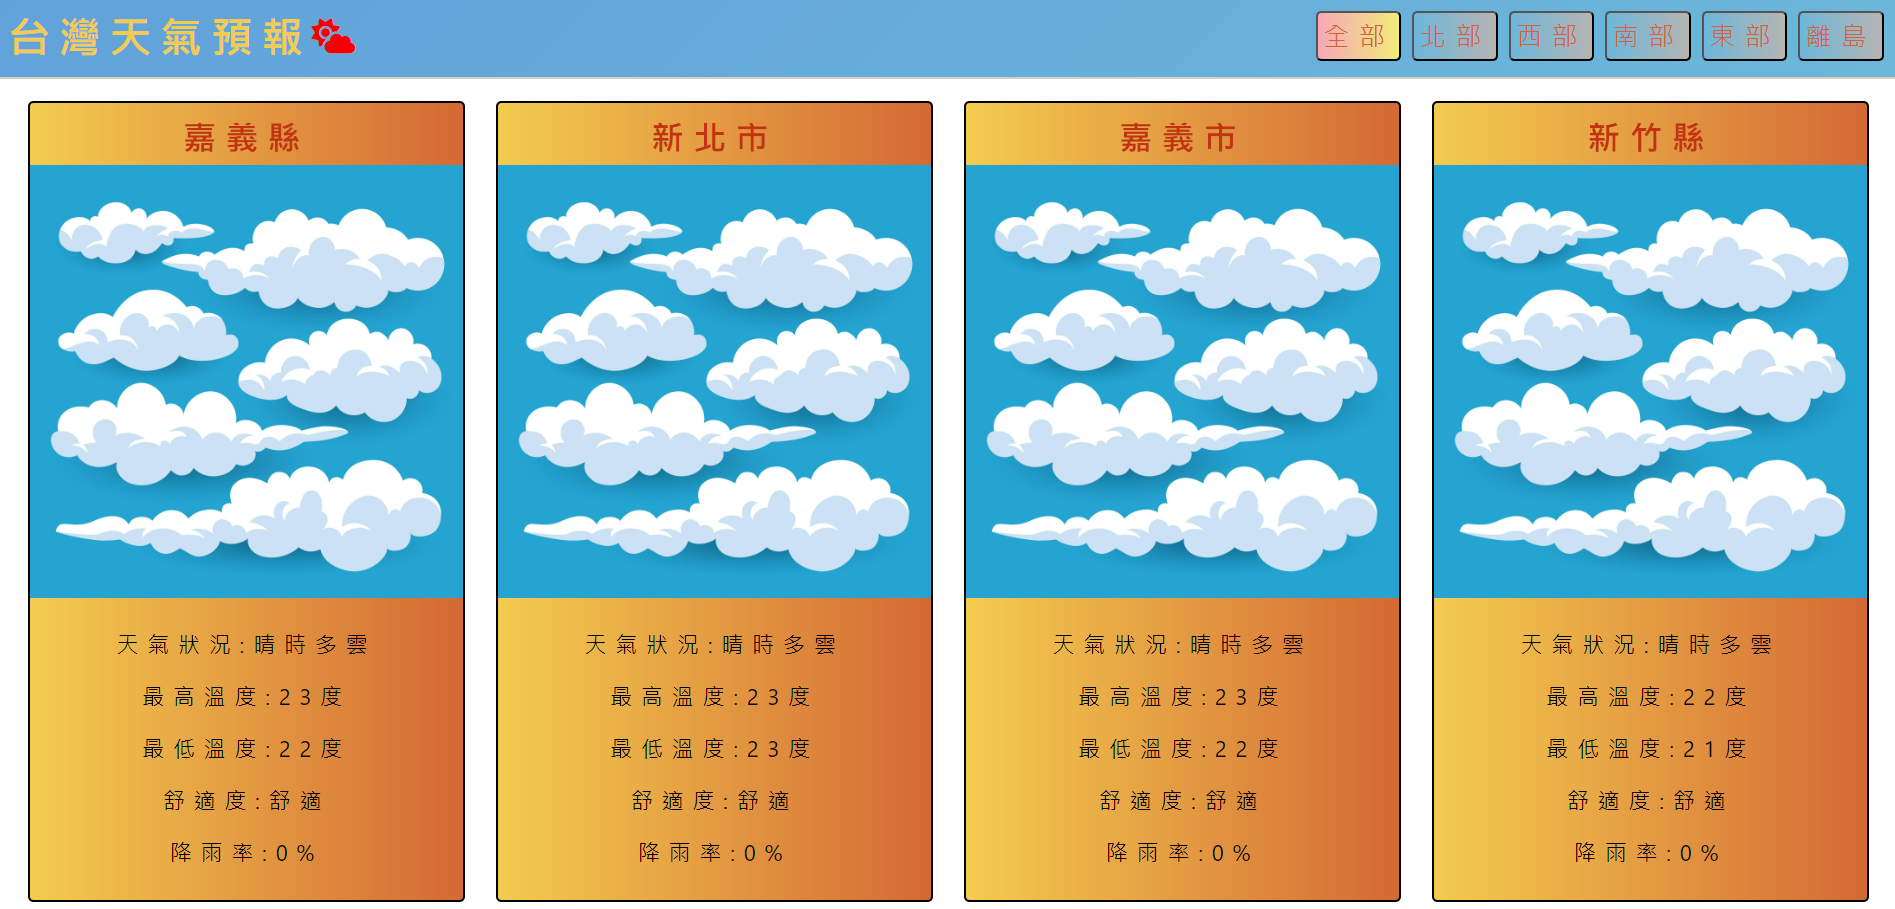 台灣天氣預報
全部 北部 西部 南部 東部 離島
嘉義縣
天氣狀況:晴時多雲
最高溫度:23度
最低溫度:22度
舒適度:舒適
降雨率:0%
新北市
天氣狀況:晴時多雲
最高溫度:23度
最低溫度:23度
舒適度:舒適
降雨率:0%
嘉義市
天氣狀況:晴時多雲
最高溫度:23度
最低溫度:22度
舒適度:舒適
降雨率:0%
新竹縣
天氣狀況:晴時多雲
最高溫度:22度
最低溫度:21度
舒適度:舒適
降雨率:0%